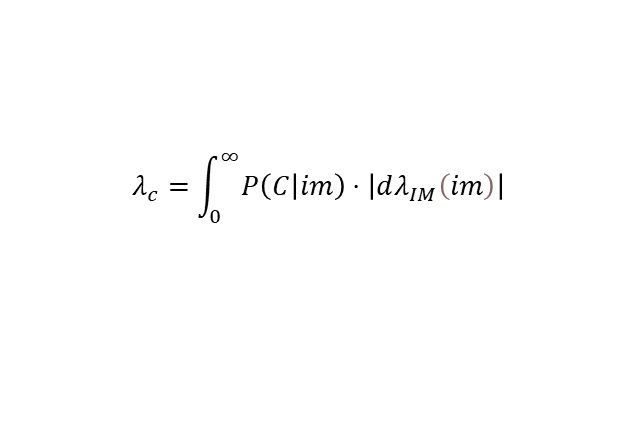 λ_c = ∫_0^∞ P(C|im) · |dλ_IM(im)|